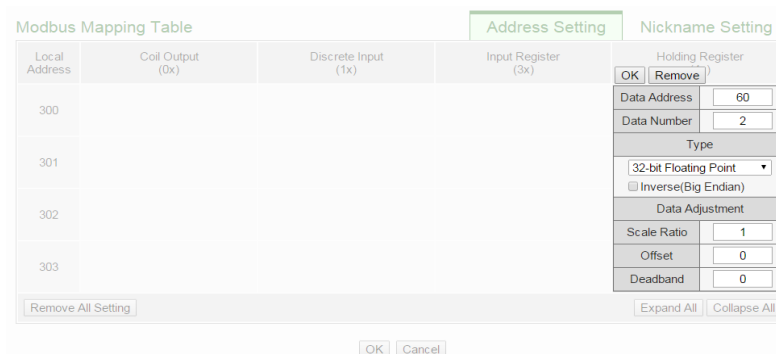 Modbus Mapping Table
Address Setting
Nickname Setting
Local Address
Coil Output (0x)
Discrete Input (1x)
Input Register (3x)
Holding Register
)
OK Remove
300
301
302
303
Data Address 60
Data Number 2
Type
32-bit Floating Point
Inverse(Big Endian)
Data Adjustment
Scale Ratio 1
Offset 0
Deadband 0
Remove All Setting
Expand All Collapse All
OK Cancel